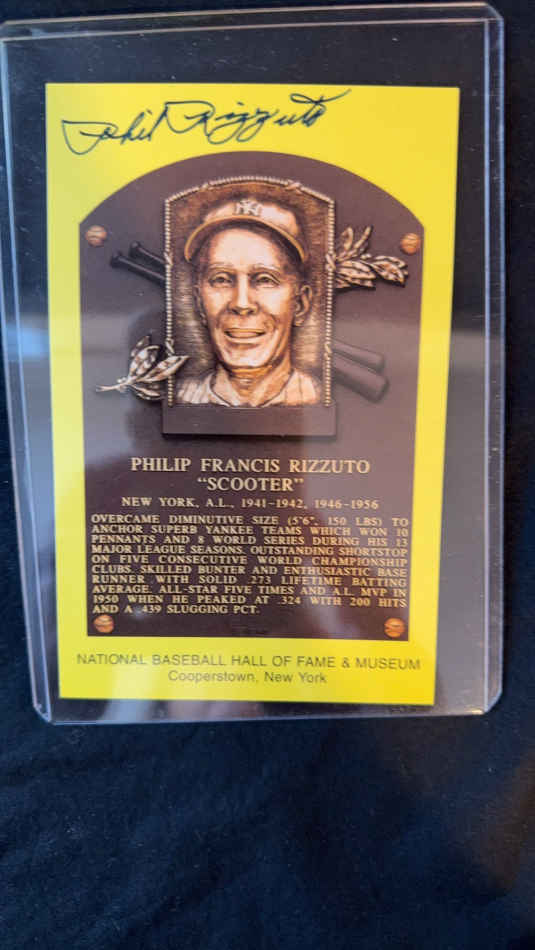 Phil Rizzuto
NY
PHILIP FRANCIS RIZZUTO
“SCOOTER”
NEW YORK, A.L., 1941-1942, 1946-1956
OVERCAME DIMINUTIVE SIZE (5'6", 150 LBS) TO
ANCHOR SUPERB YANKEE TEAMS WHICH WON 10
PENNANTS AND 8 WORLD SERIES DURING HIS 13
MAJOR LEAGUE SEASONS. OUTSTANDING SHORTSTOP
ON FIVE CONSECUTIVE WORLD CHAMPIONSHIP
CLUBS. SKILLED BUNTER AND ENTHUSIASTIC BASE
RUNNER WITH SOLID .273 LIFETIME BATTING
AVERAGE. ALL-STAR FIVE TIMES AND A.L. MVP IN
1950 WHEN HE PEAKED AT .324 WITH 200 HITS
AND A .439 SLUGGING PCT.
NATIONAL BASEBALL HALL OF FAME & MUSEUM
Cooperstown, New York